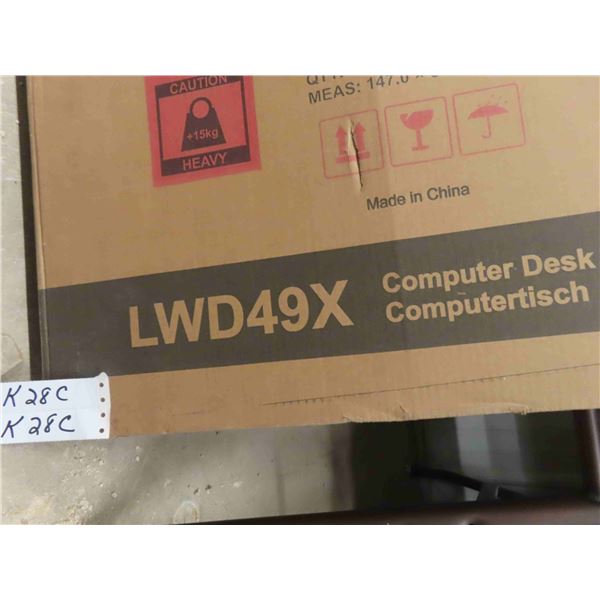 CAUTION
+15kg
HEAVY
MEAS: 147.0
Made in China
LWD49X
Computer Desk
Computertisch
K28C
K28C